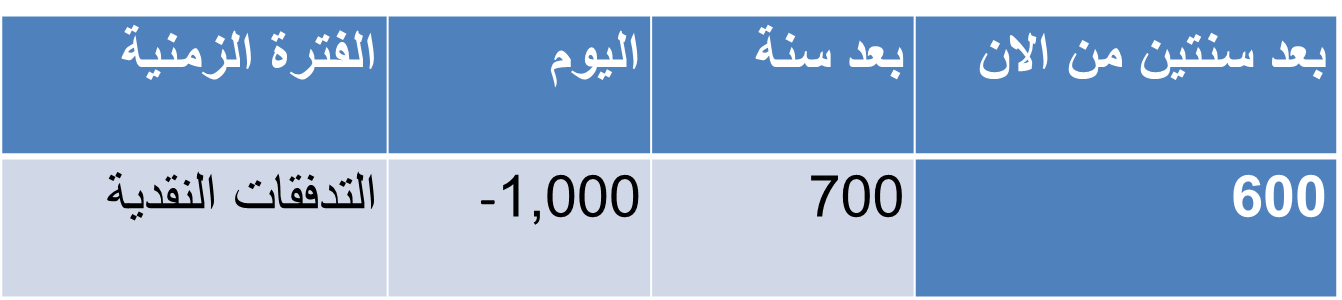 الفترة الزمنية اليوم بعد سنة بعد سنتين من الان
التدفقات النقدية -1,000 700 600